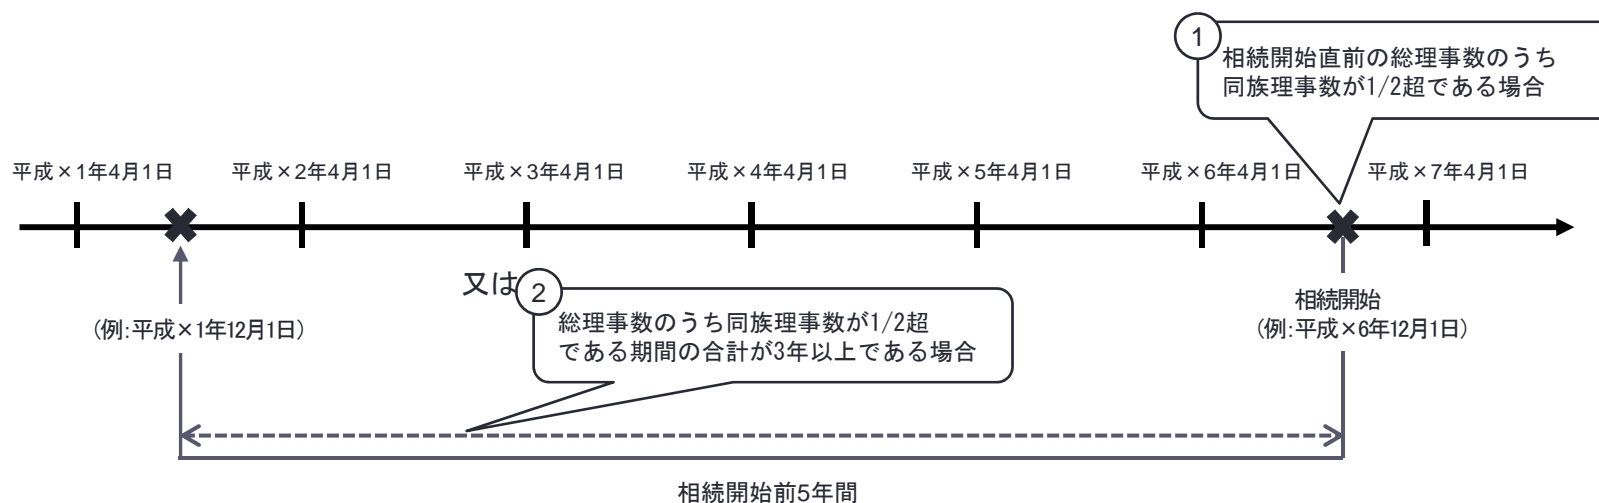 1
相続開始直前の総理事数のうち
同族理事数が1/2超である場合
平成×1年4月1日
平成×2年4月1日
平成×3年4月1日
平成×4年4月1日
平成×5年4月1日
平成×6年4月1日
平成×7年4月1日
又は
2
総理事数のうち同族理事数が1/2超
である期間の合計が3年以上である場合
(例:平成×1年12月1日)
相続開始
(例:平成×6年12月1日)
相続開始前5年間